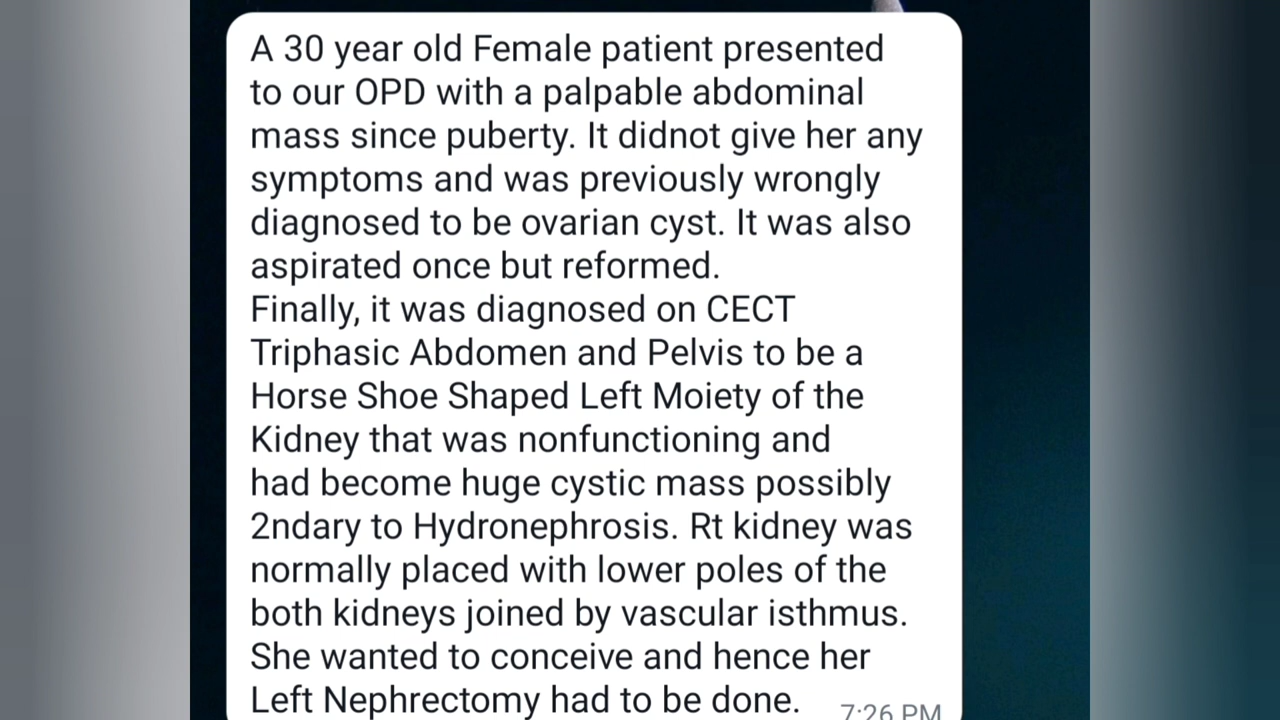 A 30 year old Female patient presented
to our OPD with a palpable abdominal
mass since puberty. It didnot give her any
symptoms and was previously wrongly
diagnosed to be ovarian cyst. It was also
aspirated once but reformed.
Finally, it was diagnosed on CECT
Triphasic Abdomen and Pelvis to be a
Horse Shoe Shaped Left Moiety of the
Kidney that was nonfunctioning and
had become huge cystic mass possibly
2ndary to Hydronephrosis. Rt kidney was
normally placed with lower poles of the
both kidneys joined by vascular isthmus.
She wanted to conceive and hence her
Left Nephrectomy had to be done.
7:26 PM